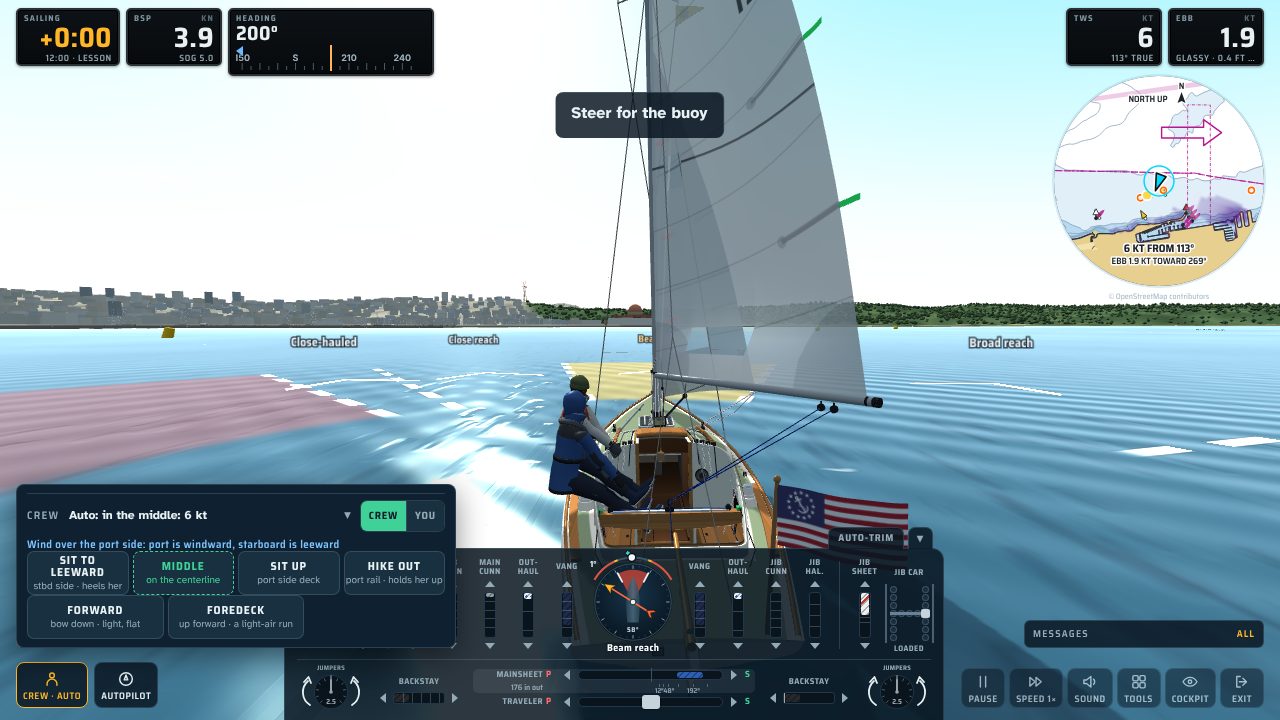 SAILING
+0:00
12:00 · LESSON
BSP KN
3.9
SOG 5.0
HEADING
200°
150 S 210 240
TWS KT
6
113° TRUE
EBB KT
1.9
GLASSY · 0.4 FT ...
Steer for the buoy
N
NORTH UP
6 KT FROM 113°
EBB 1.9 KT TOWARD 269°
© OpenStreetMap contributors
Close-hauled
Close reach
Bea
Broad reach
CREW Auto: in the middle: 6 kt ▼ CREW YOU
Wind over the port side: port is windward, starboard is leeward
SIT TO LEEWARD
stbd side · heels her
MIDDLE
on the centerline
SIT UP
port side deck
HIKE OUT
port rail · holds her up
FORWARD
bow down · light, flat
FOREDECK
up forward · a light-air run
AUTO-TRIM ▼
MAIN CUNN
OUT-HAUL
VANG
1°
58°
Beam reach
VANG
OUT-HAUL
JIB CUNN
JIB HAL.
JIB SHEET
JIB CAR
LOADED
JUMPERS
2.5
BACKSTAY
MAINSHEET P S
176 in out
12'48"
TRAVELER P S
BACKSTAY
JUMPERS
2.5
CREW · AUTO
AUTOPILOT
MESSAGES ALL
PAUSE
SPEED 1×
SOUND
TOOLS
COCKPIT
EXIT